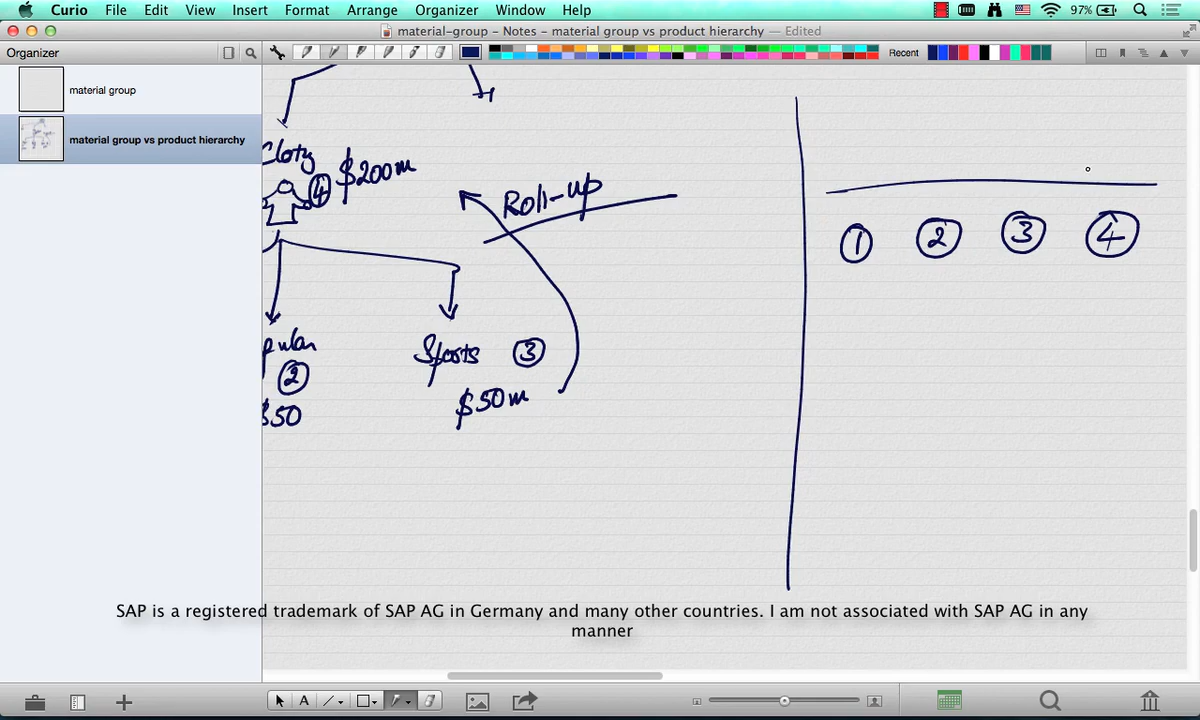 Curio File Edit View Insert Format Arrange Organizer Window Help 97%
material-group – Notes – material group vs product hierarchy — Edited
Organizer
Recent
material group
material group vs product hierarchy
$200m
4
Roll-up
1 2 3 4
Sports 3
2
$50m
$50
SAP is a registered trademark of SAP AG in Germany and many other countries. I am not associated with SAP AG in any
manner
A